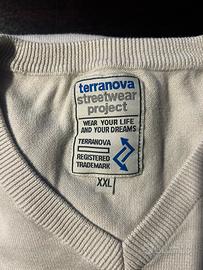 terranova
streetwear
project
WEAR YOUR LIFE
AND YOUR DREAMS
TERRANOVA
REGISTERED
TRADEMARK
XXL